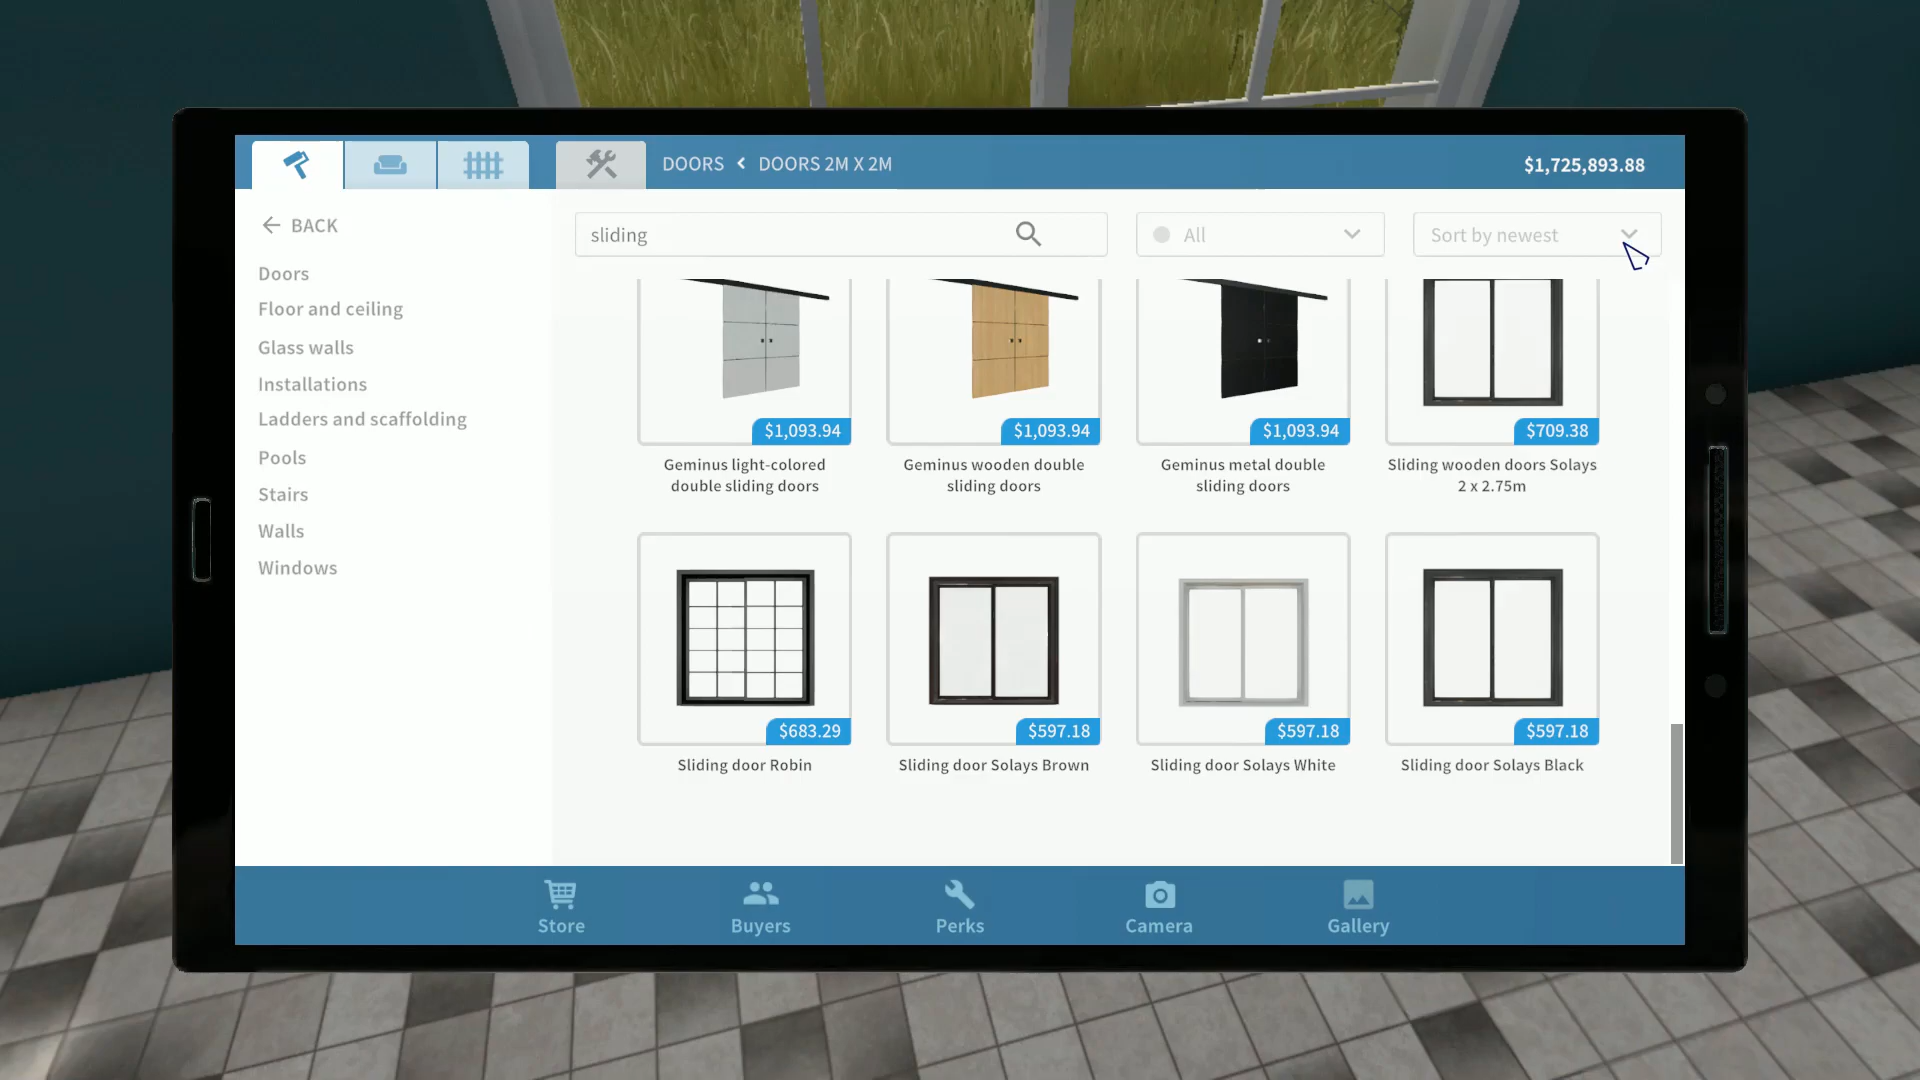 DOORS < DOORS 2M X 2M
$1,725,893.88
BACK
sliding
All
Sort by newest
Doors
Floor and ceiling
Glass walls
Installations
Ladders and scaffolding
Pools
Stairs
Walls
Windows
$1,093.94
$1,093.94
$1,093.94
$709.38
Geminus light-colored
double sliding doors
Geminus wooden double
sliding doors
Geminus metal double
sliding doors
Sliding wooden doors Solays
2 x 2.75m
$683.29
$597.18
$597.18
$597.18
Sliding door Robin
Sliding door Solays Brown
Sliding door Solays White
Sliding door Solays Black
Store
Buyers
Perks
Camera
Gallery